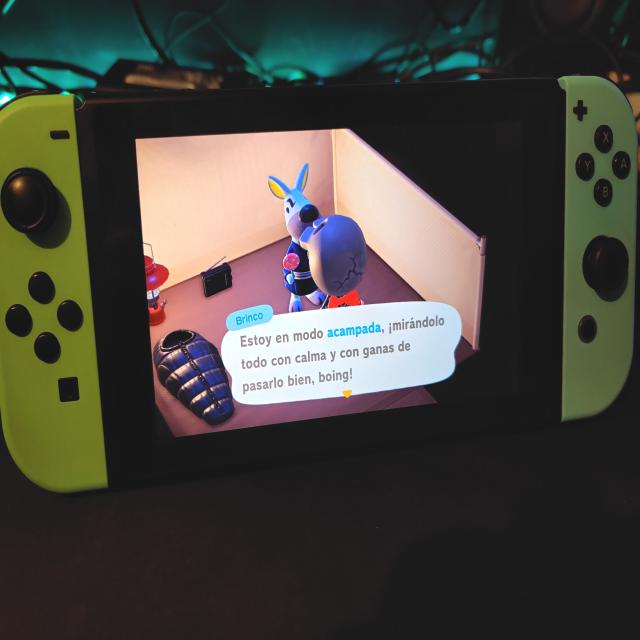 Brinco
Estoy en modo acampada, ¡mirándolo
todo con calma y con ganas de
pasarlo bien, boing!
X
Y
A
B